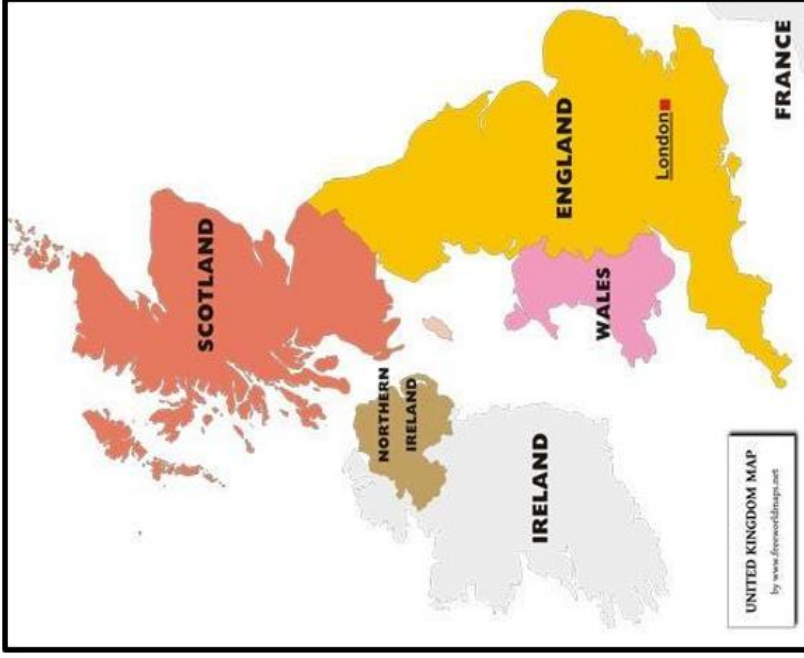 SCOTLAND
NORTHERN
IRELAND
IRELAND
ENGLAND
WALES
London
FRANCE
UNITED KINGDOM MAP
by www.freeworldmaps.net